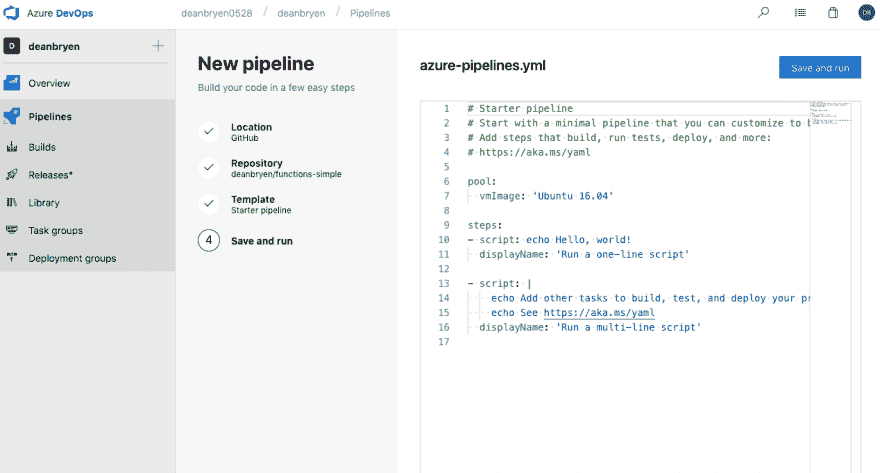 Azure DevOps
deanbryen0528 / deanbryen / Pipelines
DB
D deanbryen +
Overview
Pipelines
Builds
Releases*
Library
Task groups
Deployment groups
New pipeline
Build your code in a few easy steps
Location
GitHub
Repository
deanbryen/functions-simple
Template
Starter pipeline
4 Save and run
azure-pipelines.yml
Save and run
1 # Starter pipeline
2 # Start with a minimal pipeline that you can customize to b
3 # Add steps that build, run tests, deploy, and more:
4 # https://aka.ms/yaml
5
6 pool:
7   vmImage: 'Ubuntu 16.04'
8
9 steps:
10 - script: echo Hello, world!
11   displayName: 'Run a one-line script'
12
13 - script: |
14     echo Add other tasks to build, test, and deploy your pr
15     echo See https://aka.ms/yaml
16   displayName: 'Run a multi-line script'
17